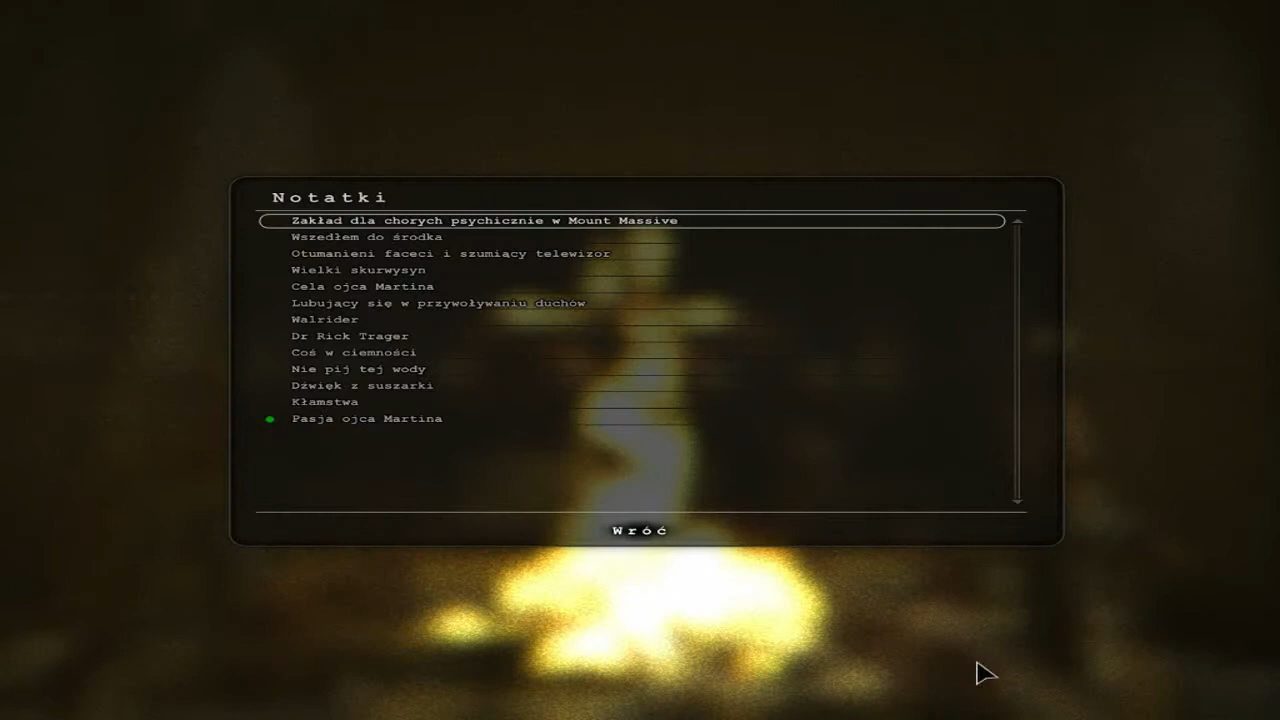 Notatki
Zakład dla chorych psychicznie w Mount Massive
Wszedłem do środka
Otumanieni faceci i szumiący telewizor
Wielki skurwysyn
Cela ojca Martina
Lubujący się w przywoływaniu duchów
Walrider
Dr Rick Trager
Coś w ciemności
Nie pij tej wody
Dźwięk z suszarki
Kłamstwa
Pasja ojca Martina
Wróć